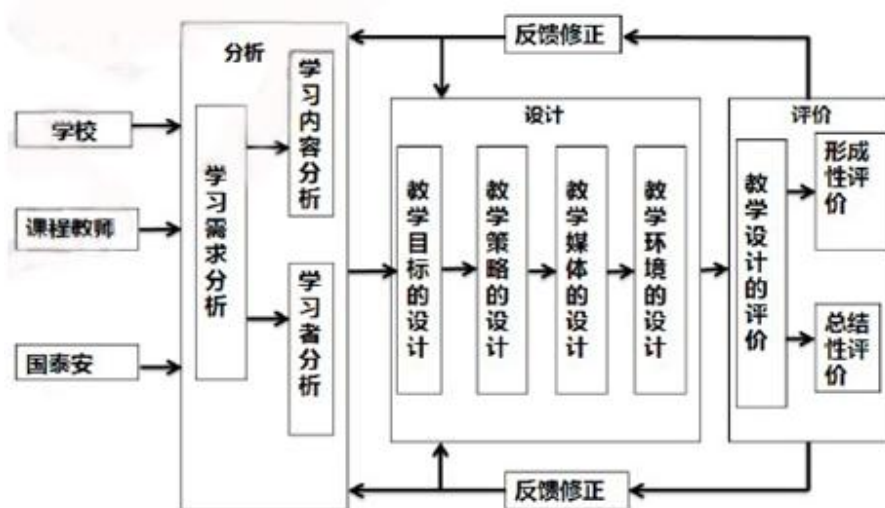 反馈修正
分析
学习内容分析
设计
评价
学校
学习需求分析
教学目标的设计
教学策略的设计
教学媒体的设计
教学环境的设计
教学设计的评价
形成
性评
价
课程教师
学习者分析
国泰安
总结
性评
价
反馈修正